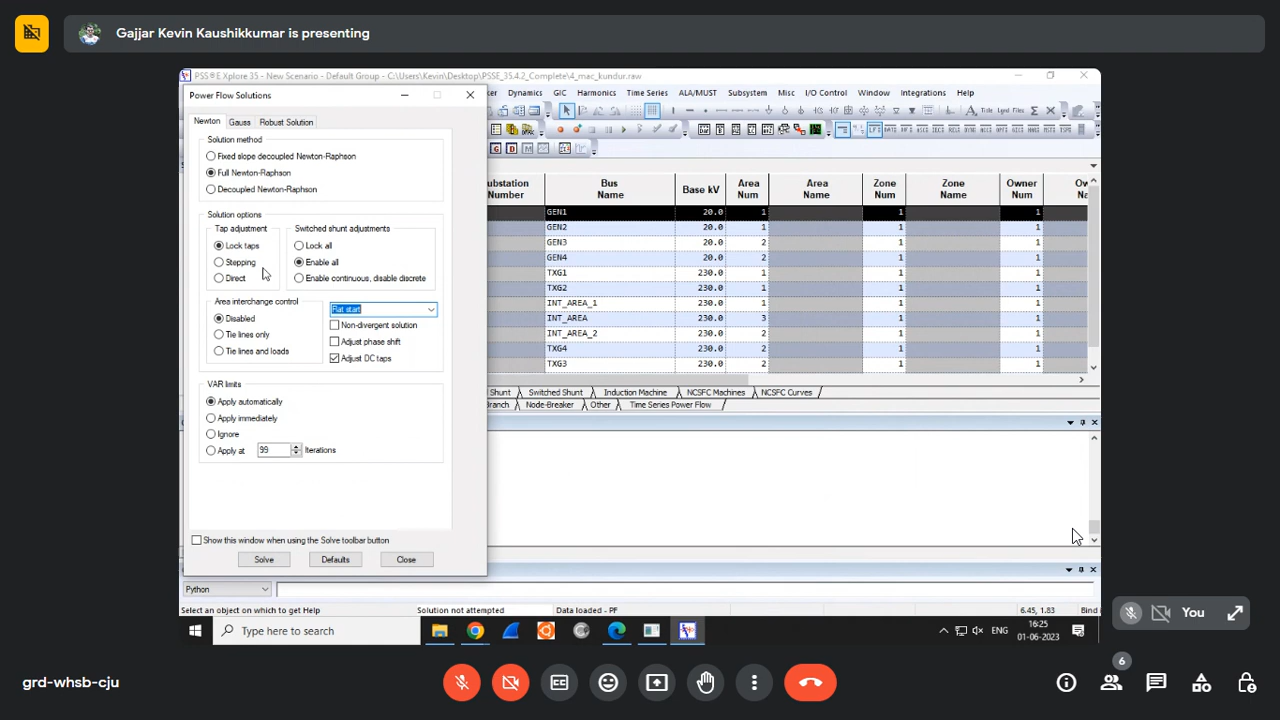 Gajjar Kevin Kaushikkumar is presenting
PSS®E Xplore 35 - New Scenario - Default Group - C:\Users\Kevin\Desktop\PSSE_35.4.2_Complete\4_mac_kundur.raw
Power Flow Solutions
Dynamics GIC Harmonics Time Series ALA/MUST Subsystem Misc I/O Control Window Integrations Help
Newton Gauss Robust Solution
Solution method
Fixed slope decoupled Newton-Raphson
Full Newton-Raphson
Decoupled Newton-Raphson
Solution options
Tap adjustment
Lock taps
Stepping
Direct
Switched shunt adjustments
Lock all
Enable all
Enable continuous, disable discrete
Area interchange control
Disabled
Tie lines only
Tie lines and loads
Flat start
Non-divergent solution
Adjust phase shift
Adjust DC taps
VAR limits
Apply automatically
Apply immediately
Ignore
Apply at 99 Iterations
Show this window when using the Solve toolbar button
Solve Defaults Close
ubstation Number Bus Name Base kV Area Num Area Name Zone Num Zone Name Owner Num Ow Na
GEN1 20.0 1 1 1
GEN2 20.0 1 1 1
GEN3 20.0 2 1 1
GEN4 20.0 2 1 1
TXG1 230.0 1 1 1
TXG2 230.0 1 1 1
INT_AREA_1 230.0 1 1 1
INT_AREA 230.0 3 1 1
INT_AREA_2 230.0 2 1 1
TXG4 230.0 2 1 1
TXG3 230.0 2 1 1
Shunt Switched Shunt Induction Machine NCSFC Machines NCSFC Curves
ranch Node-Breaker Other Time Series Power Flow
Python
Select an object on which to get Help Solution not attempted Data loaded - PF 6.45, 1.83 Bind
Type here to search
ENG
16:25
01-06-2023
You
grd-whsb-cju
6